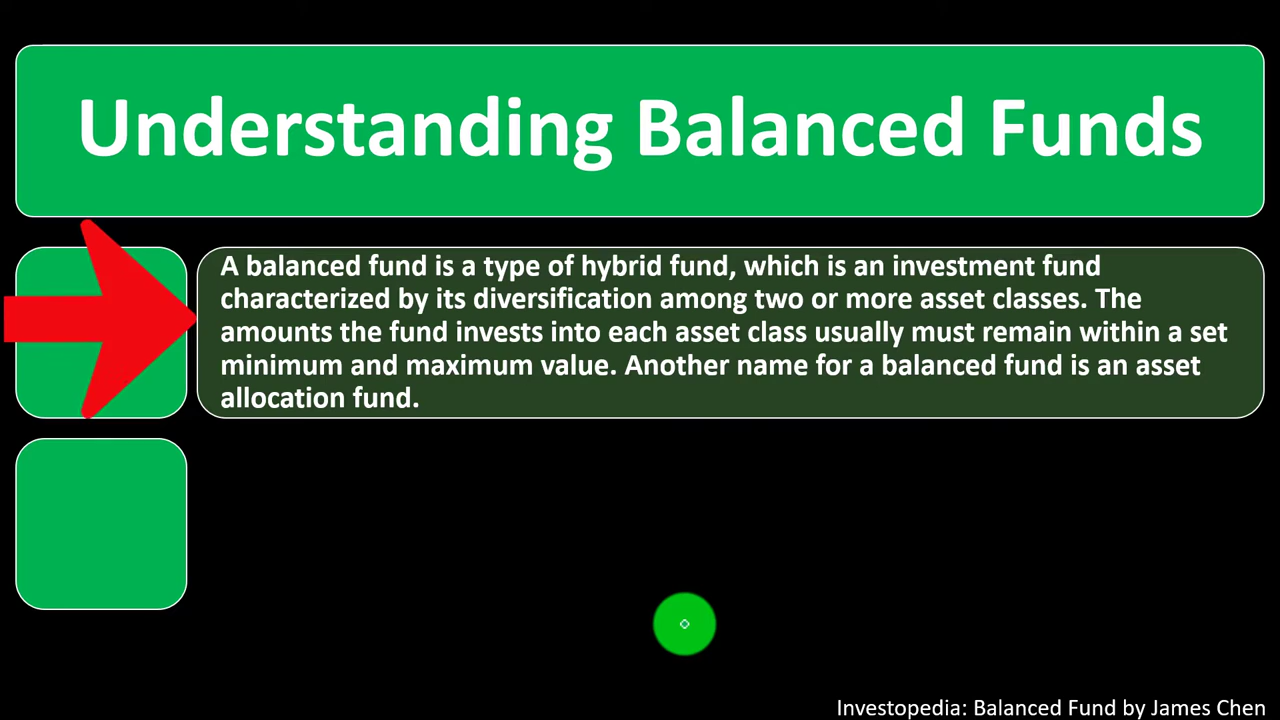 Understanding Balanced Funds
A balanced fund is a type of hybrid fund, which is an investment fund
characterized by its diversification among two or more asset classes. The
amounts the fund invests into each asset class usually must remain within a set
minimum and maximum value. Another name for a balanced fund is an asset
allocation fund.
Investopedia: Balanced Fund by James Chen